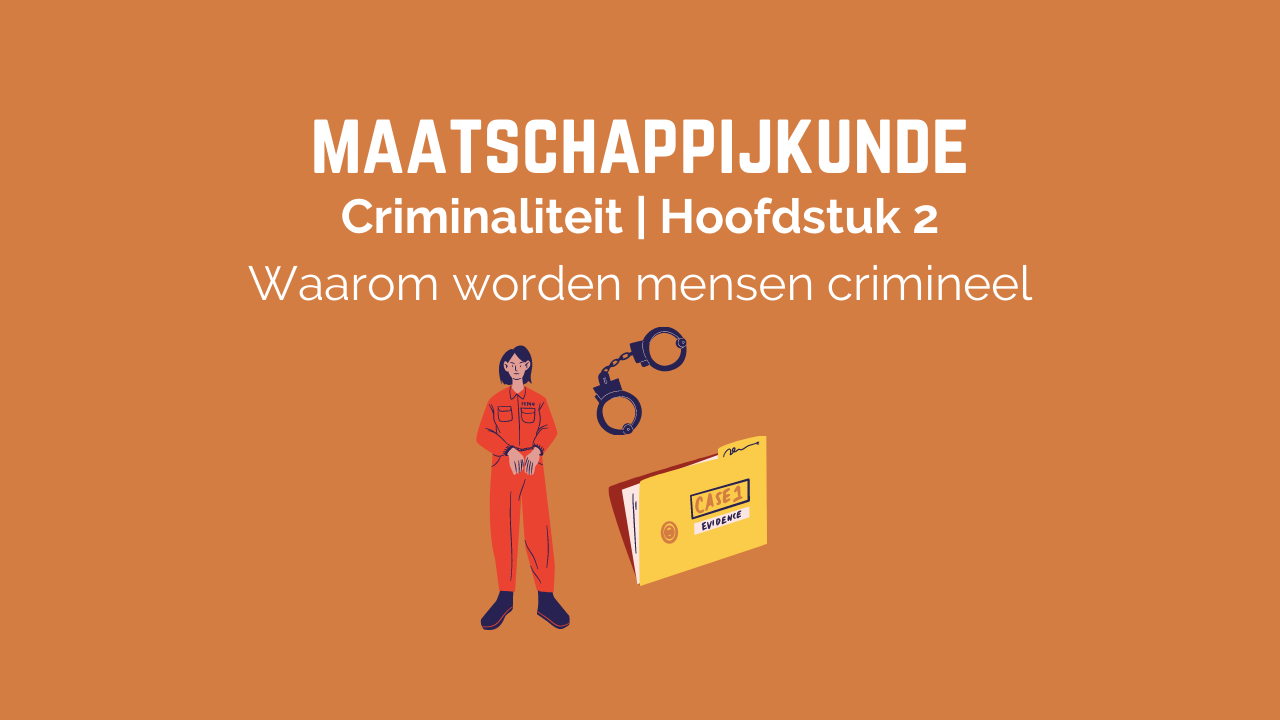 MAATSCHAPPIJKUNDE
Criminaliteit | Hoofdstuk 2
Waarom worden mensen crimineel
CASE 1
EVIDENCE